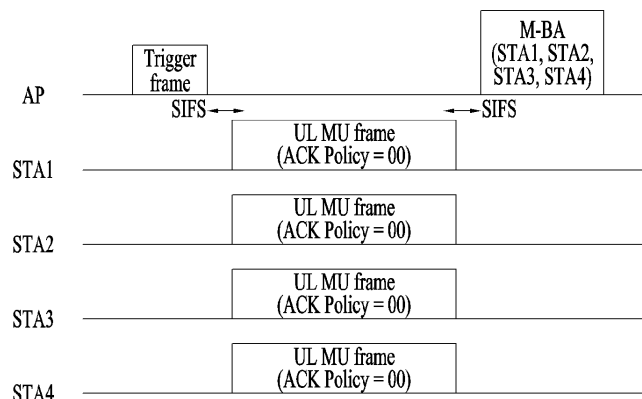 M-BA
(STA1, STA2,
STA3, STA4)
Trigger
frame
AP
SIFS
SIFS
UL MU frame
(ACK Policy = 00)
STA1
UL MU frame
(ACK Policy = 00)
STA2
UL MU frame
(ACK Policy = 00)
STA3
UL MU frame
(ACK Policy = 00)
STA4